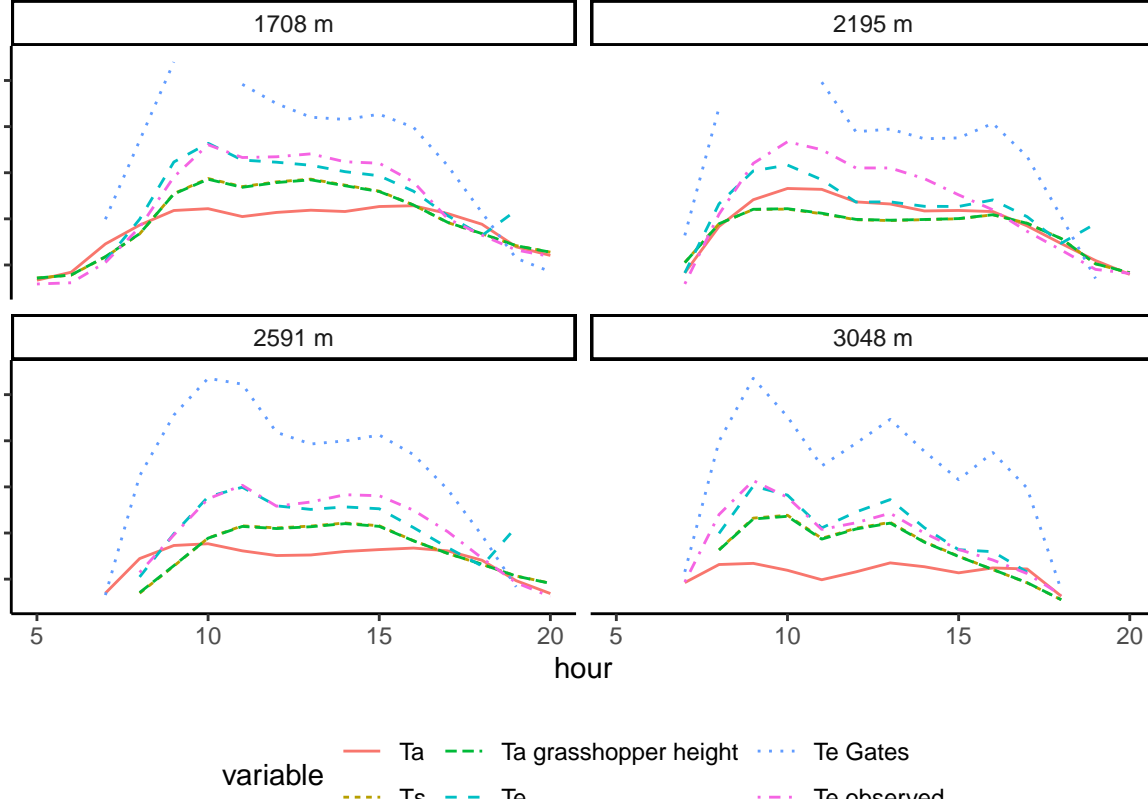 1708 m 2195 m
2591 m 3048 m
5 10 15 20 5 10 15 20
hour
variable
Ta Ta grasshopper height Te Gates
Ts Te Te observed